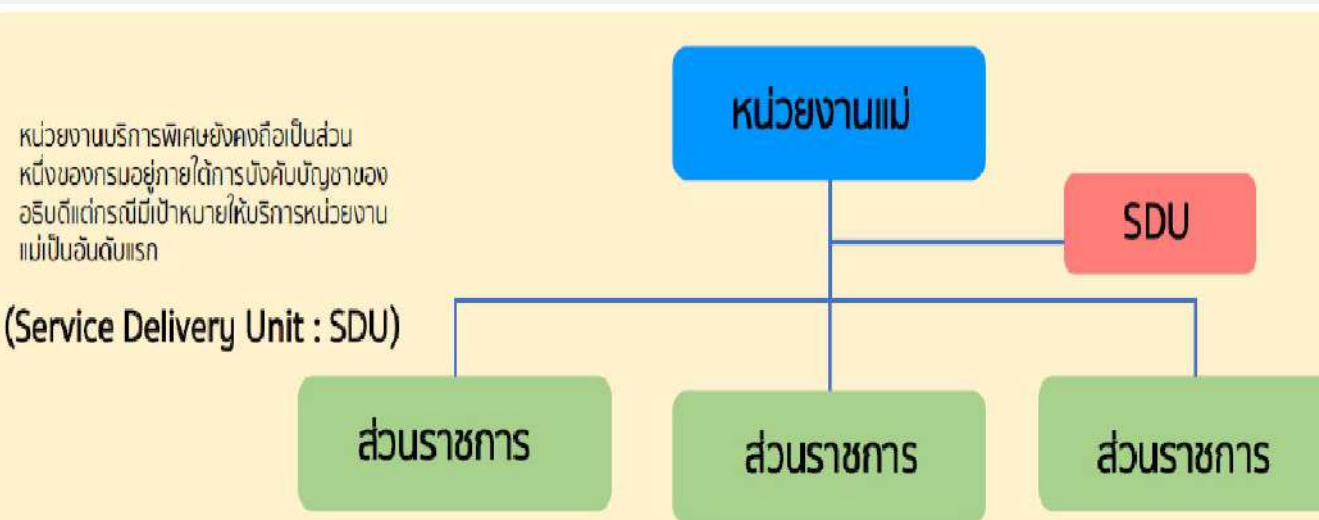 หน่วยงานบริการพิเศษยังคงถือเป็นส่วน
หนึ่งของกรมอยู่ภายใต้การบังคับบัญชาของ
อธิบดีแต่กรณีมีเป้าหมายให้บริการหน่วยงาน
แม่เป็นอันดับแรก
(Service Delivery Unit : SDU)
หน่วยงานแม่
SDU
ส่วนราชการ
ส่วนราชการ
ส่วนราชการ